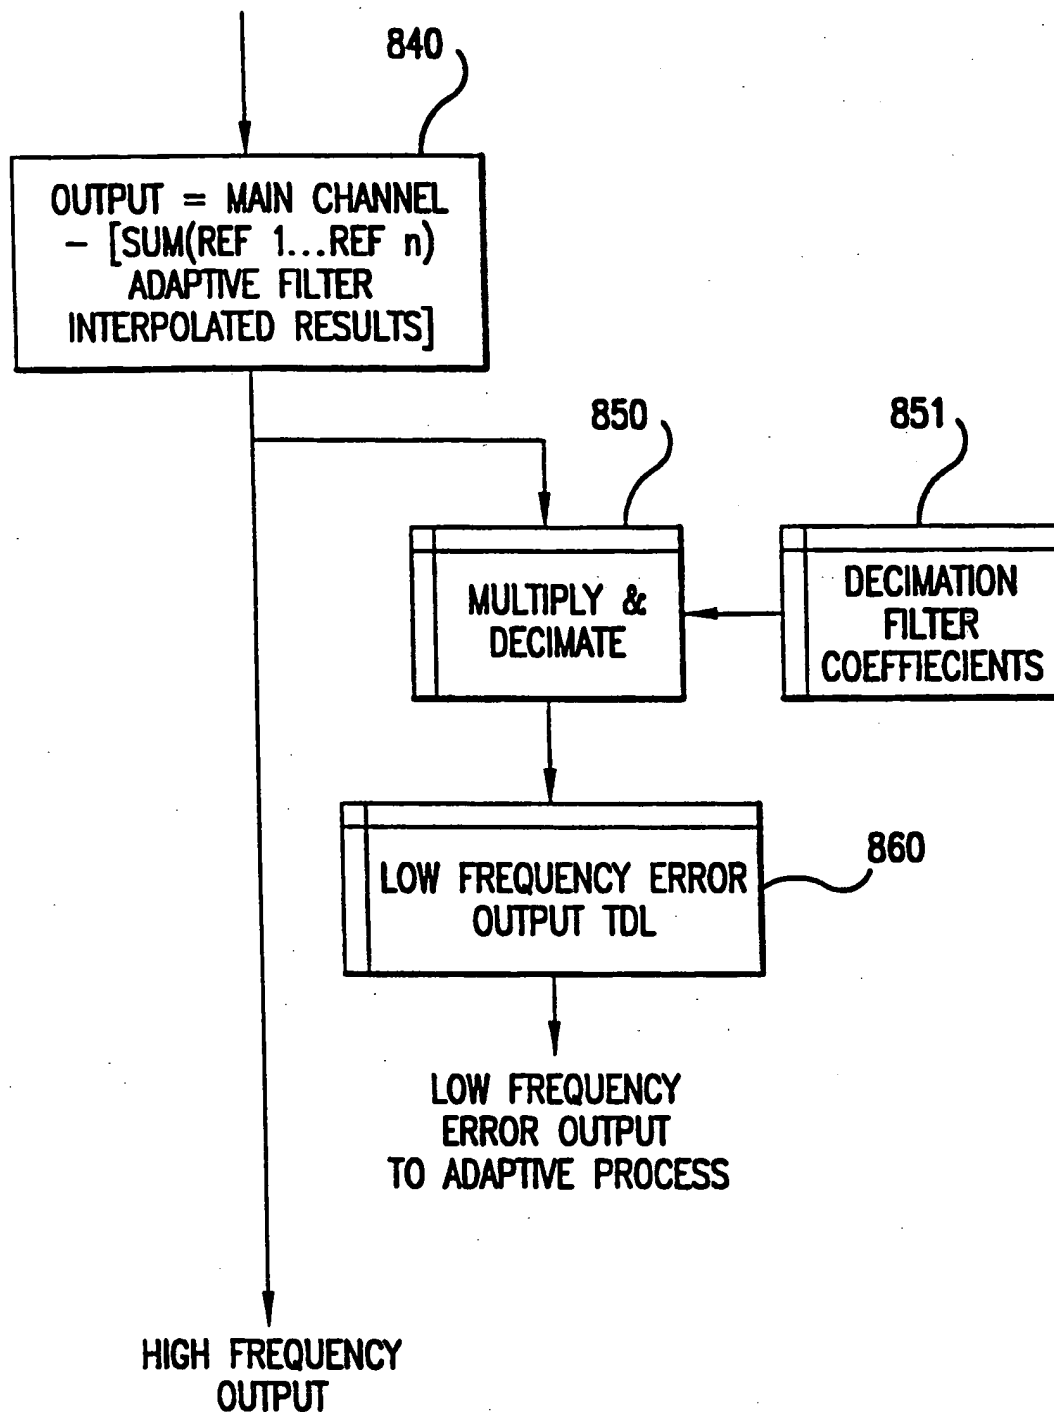 840
OUTPUT = MAIN CHANNEL
− [SUM(REF 1...REF n)
ADAPTIVE FILTER
INTERPOLATED RESULTS]
850
851
MULTIPLY &
DECIMATE
DECIMATION
FILTER
COEFFIECIENTS
860
LOW FREQUENCY ERROR
OUTPUT TDL
LOW FREQUENCY
ERROR OUTPUT
TO ADAPTIVE PROCESS
HIGH FREQUENCY
OUTPUT